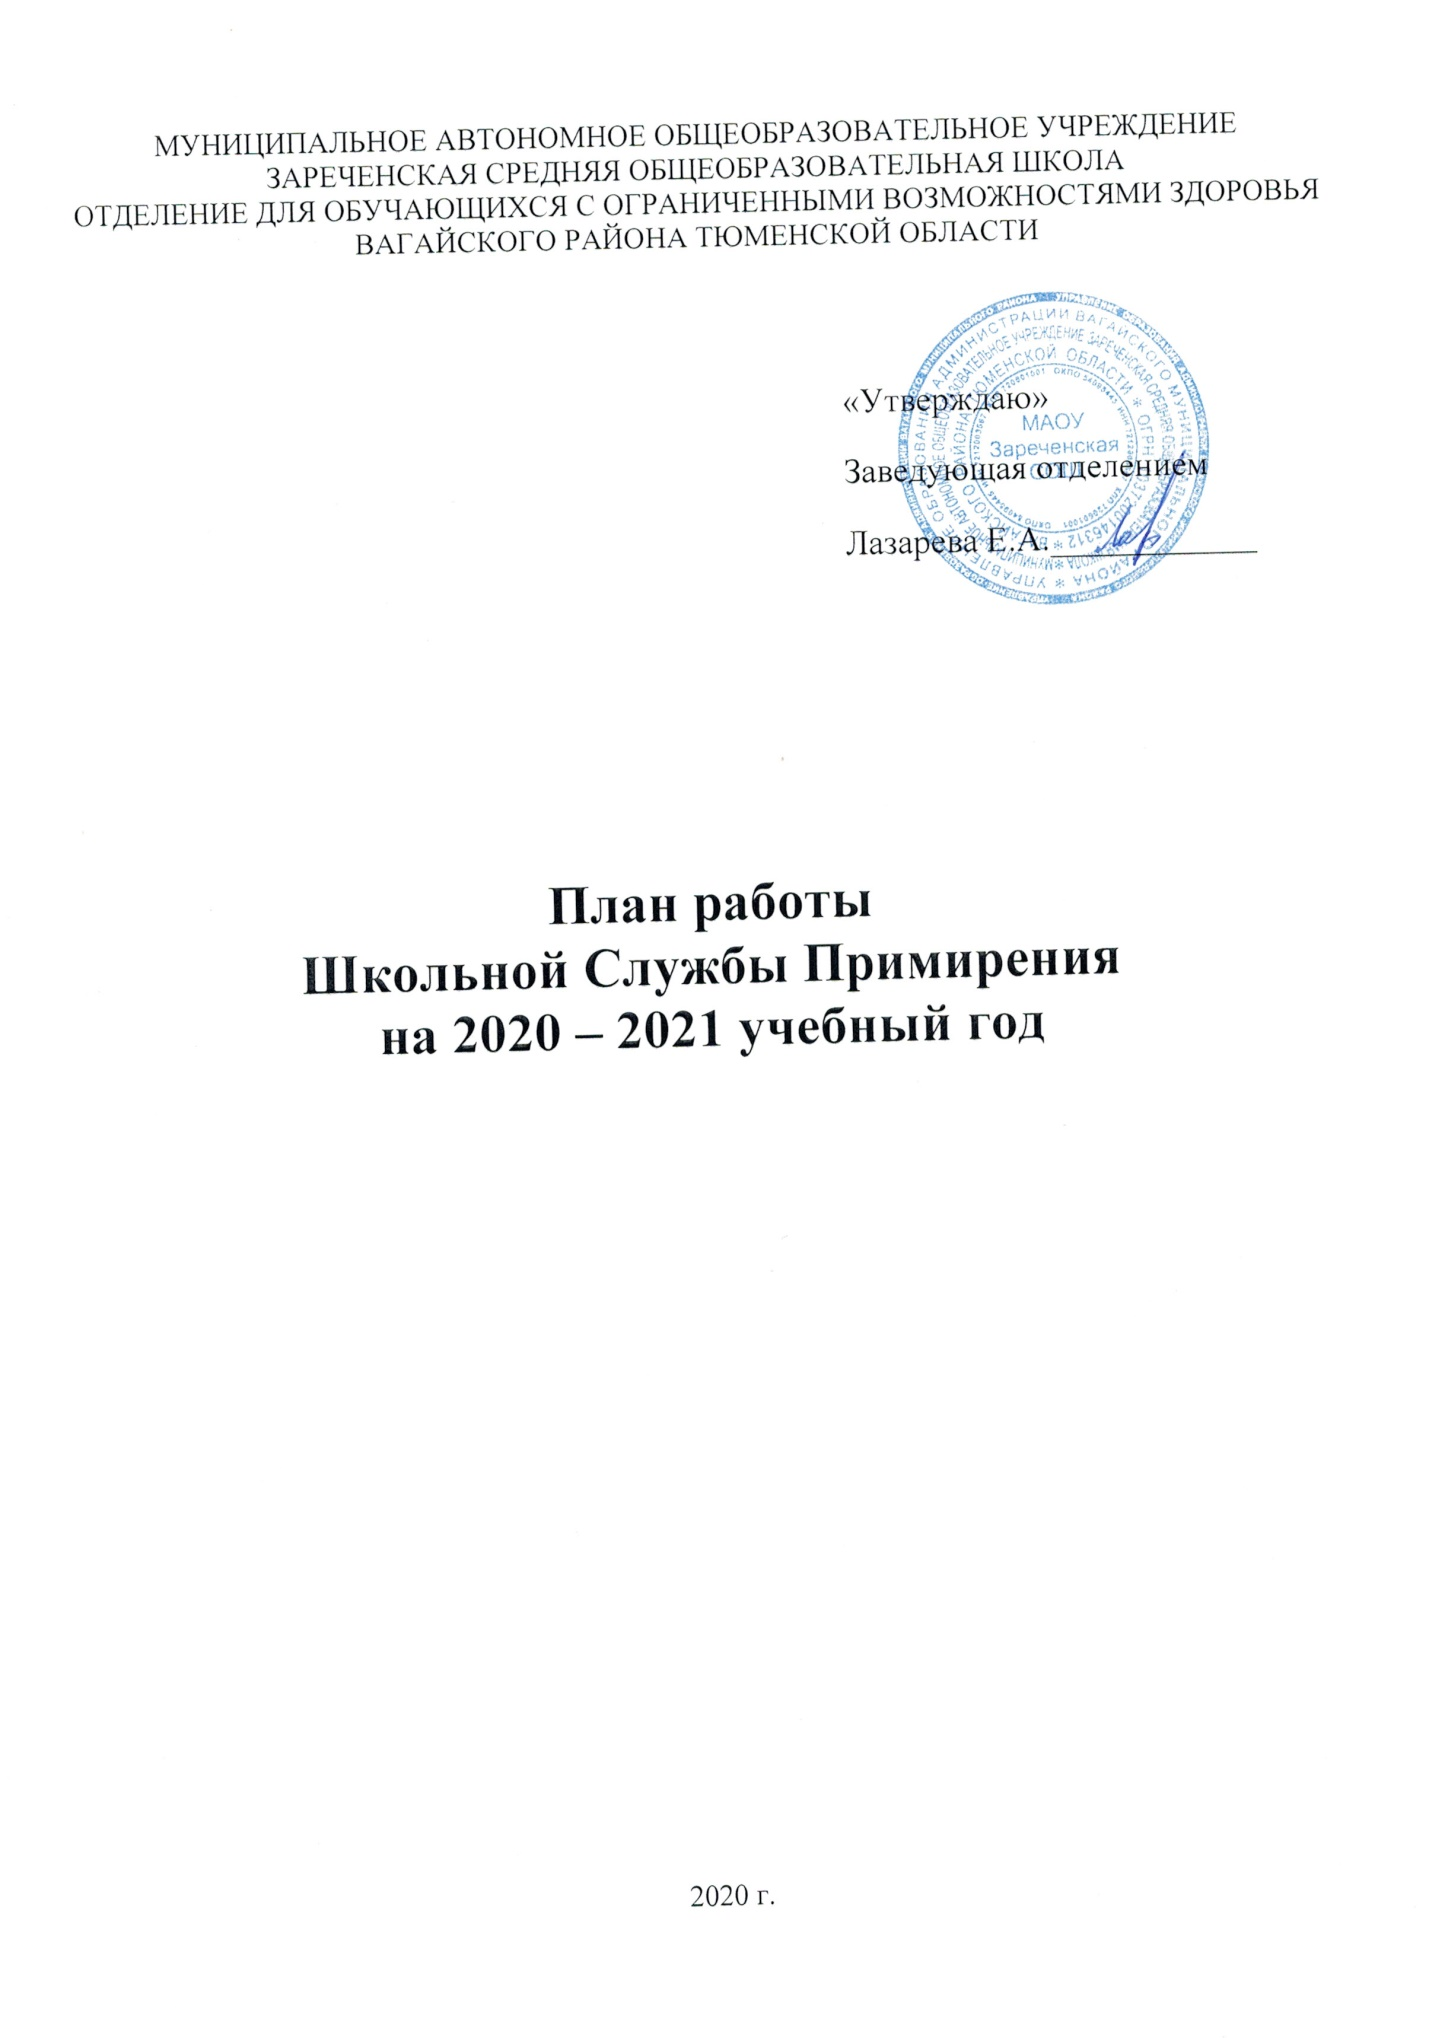 МУНИЦИПАЛЬНОЕ АВТОНОМНОЕ ОБЩЕОБРАЗОВАТЕЛЬНОЕ УЧРЕЖДЕНИЕ
ЗАРЕЧЕНСКАЯ СРЕДНЯЯ ОБЩЕОБРАЗОВАТЕЛЬНАЯ ШКОЛА
ОТДЕЛЕНИЕ ДЛЯ ОБУЧАЮЩИХСЯ С ОГРАНИЧЕННЫМИ ВОЗМОЖНОСТЯМИ ЗДОРОВЬЯ
ВАГАЙСКОГО РАЙОНА ТЮМЕНСКОЙ ОБЛАСТИ
«Утверждаю»
МАОУ
Зареченская
Заведующая отделением
Лазарева Е.А.
План работы
Школьной Службы Примирения
на 2020 – 2021 учебный год
2020 г.